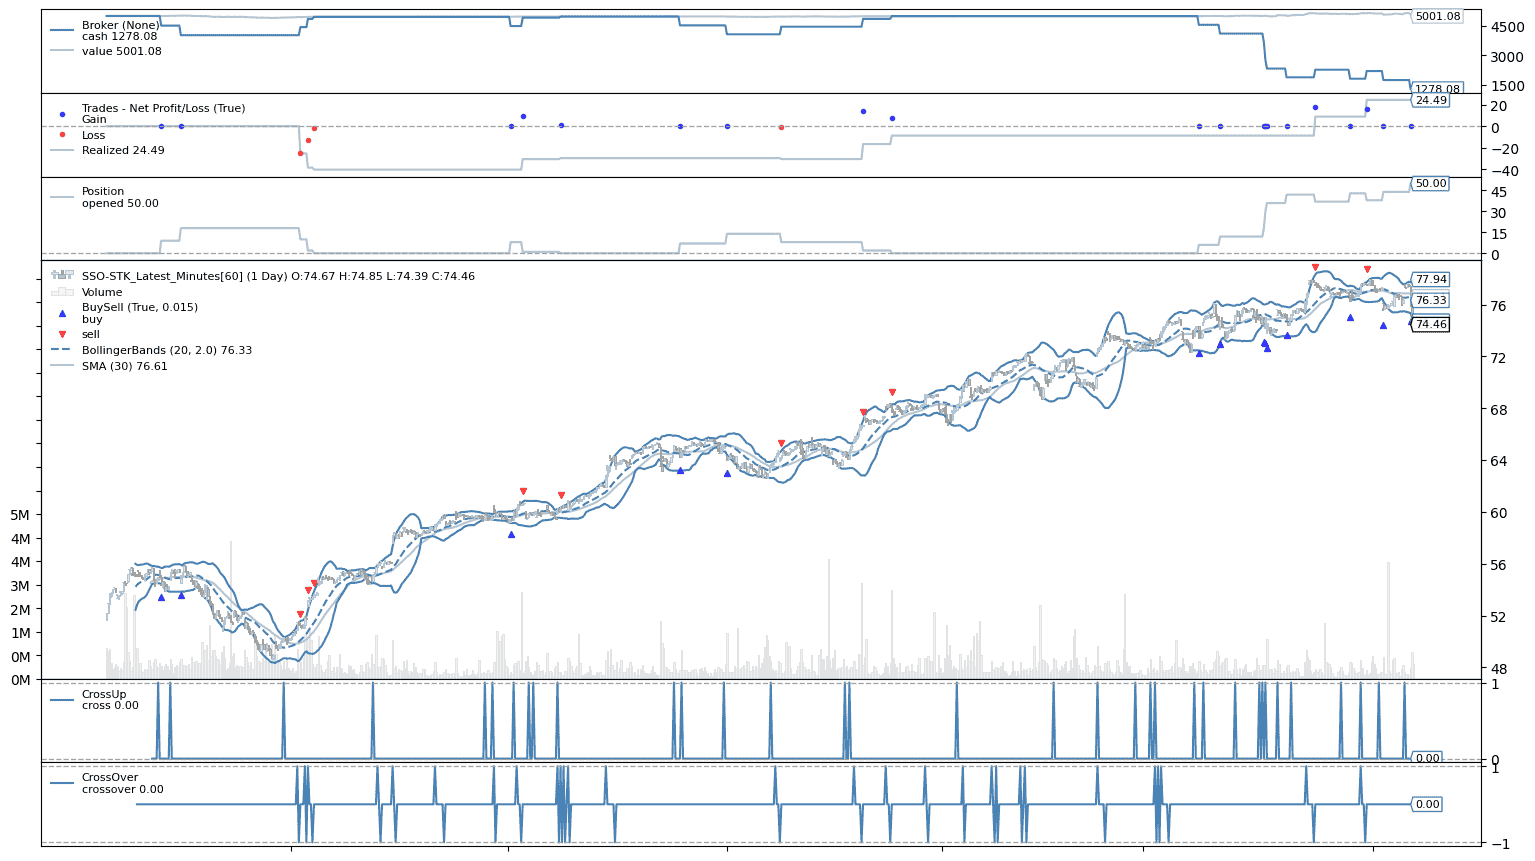 Broker (None)
cash 1278.08
value 5001.08
5001.08
4500
3000
1500
1278.08
Trades - Net Profit/Loss (True)
Gain
Loss
Realized 24.49
24.49
20
0
−20
−40
Position
opened 50.00
50.00
45
30
15
0
SSO-STK_Latest_Minutes[60] (1 Day) O:74.67 H:74.85 L:74.39 C:74.46
Volume
BuySell (True, 0.015)
buy
sell
BollingerBands (20, 2.0) 76.33
SMA (30) 76.61
77.94
76.33
74.46
76
72
68
64
60
56
52
48
5M
4M
4M
3M
2M
1M
0M
0M
CrossUp
cross 0.00
1
0.00
0
CrossOver
crossover 0.00
1
0.00
−1